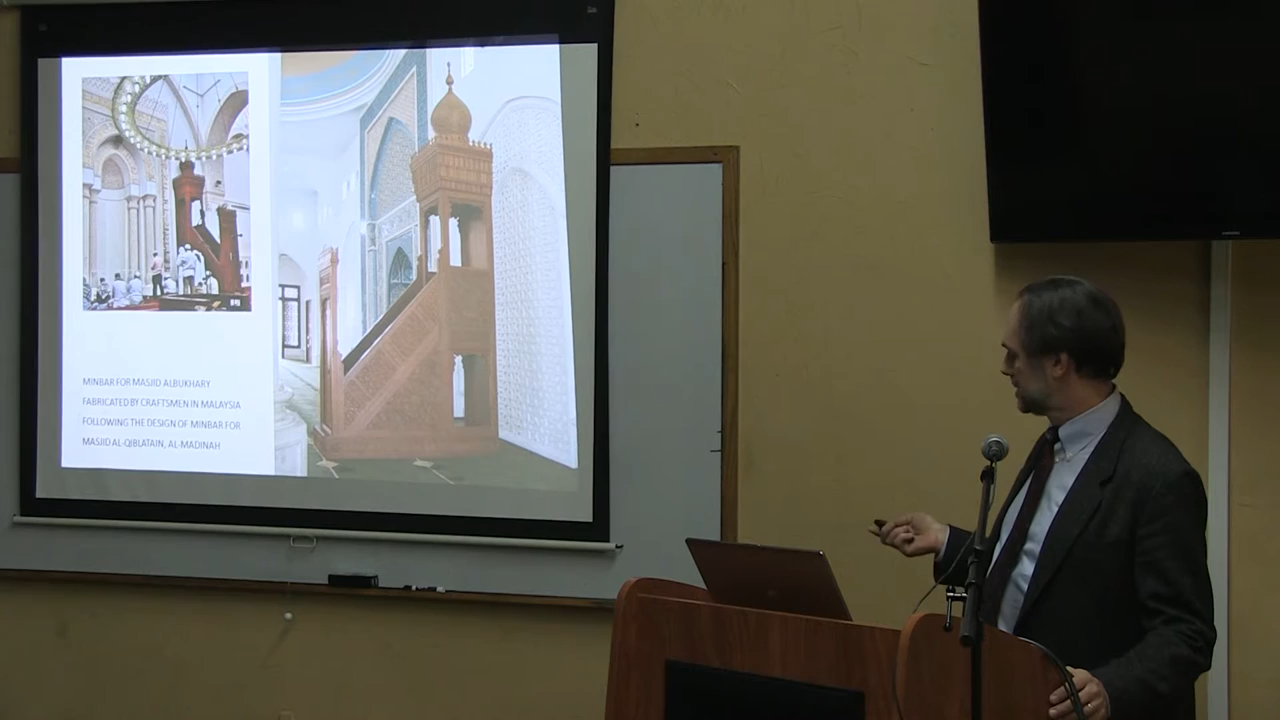 MINBAR FOR MASJID ALBUKHARY
FABRICATED BY CRAFTSMEN IN MALAYSIA
FOLLOWING THE DESIGN OF MINBAR FOR
MASJID AL-QIBLATAIN, AL-MADINAH